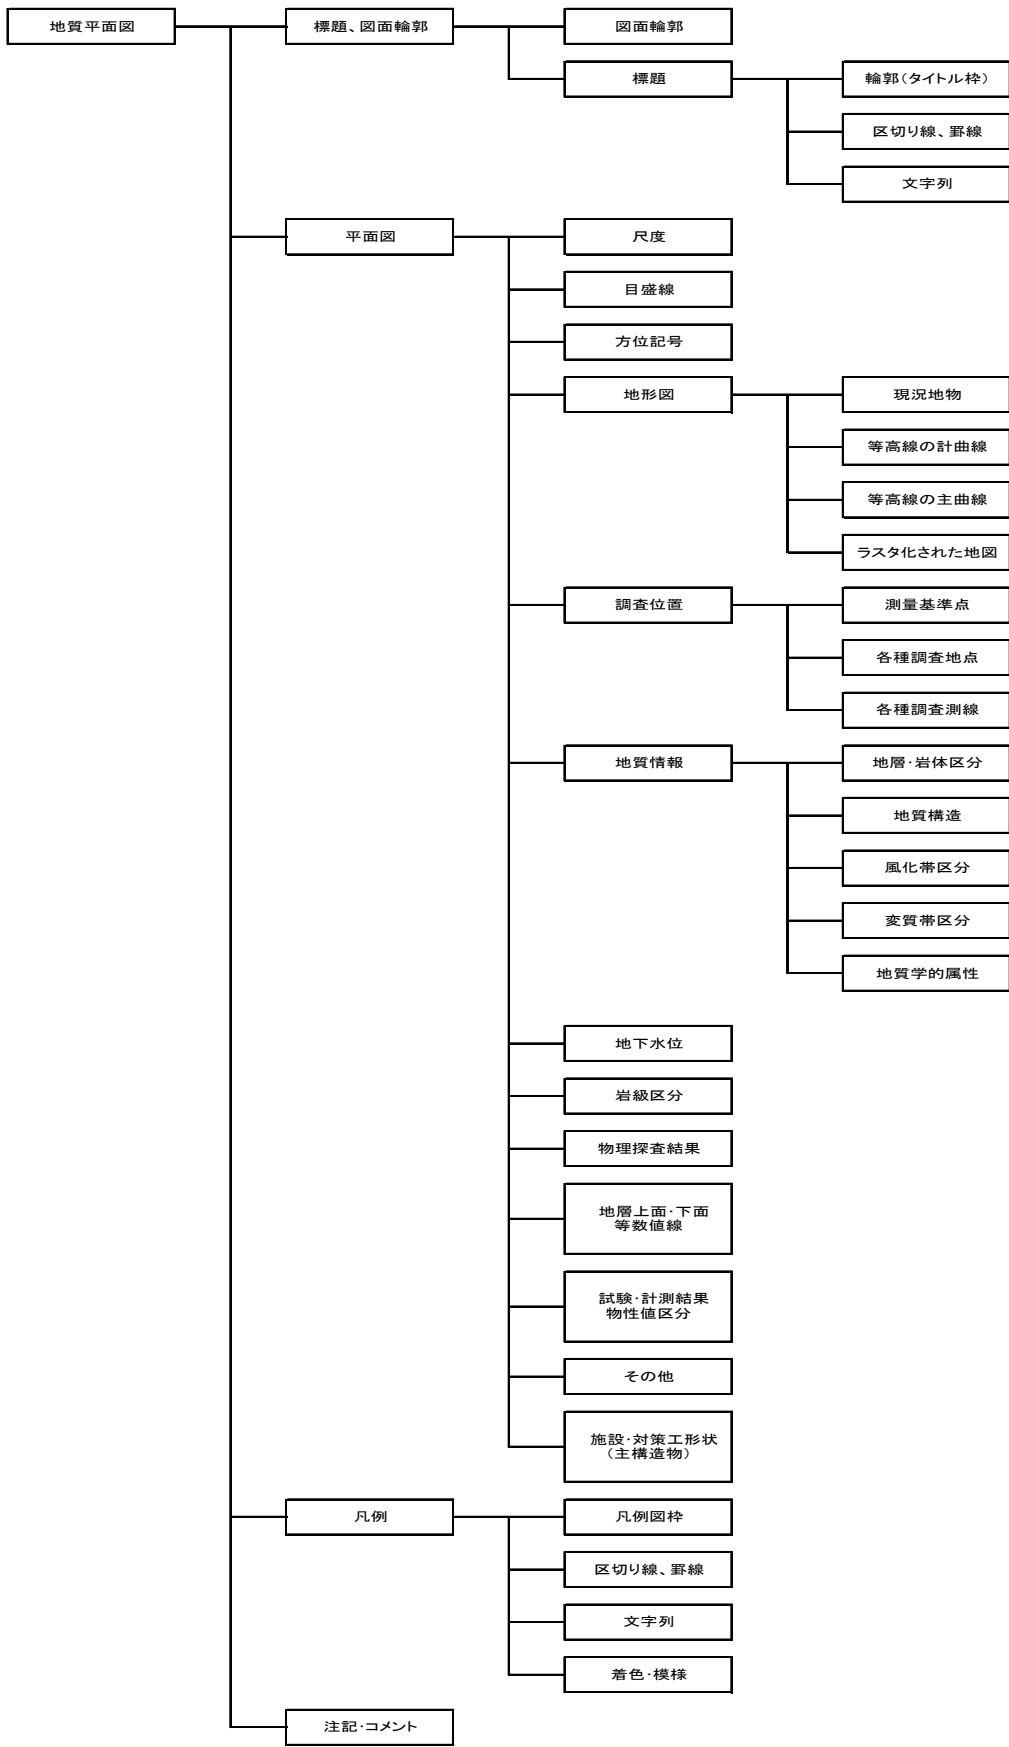 地質平面図
標題、図面輪郭
図面輪郭
標題
輪郭（タイトル枠）
区切り線、罫線
文字列
平面図
尺度
目盛線
方位記号
地形図
現況地物
等高線の計曲線
等高線の主曲線
ラスタ化された地図
調査位置
測量基準点
各種調査地点
各種調査測線
地質情報
地層・岩体区分
地質構造
風化帯区分
変質帯区分
地質学的属性
地下水位
岩級区分
物理探査結果
地層上面・下面
等数値線
試験・計測結果
物性値区分
その他
施設・対策工形状
（主構造物）
凡例
凡例図枠
区切り線、罫線
文字列
着色・模様
注記・コメント